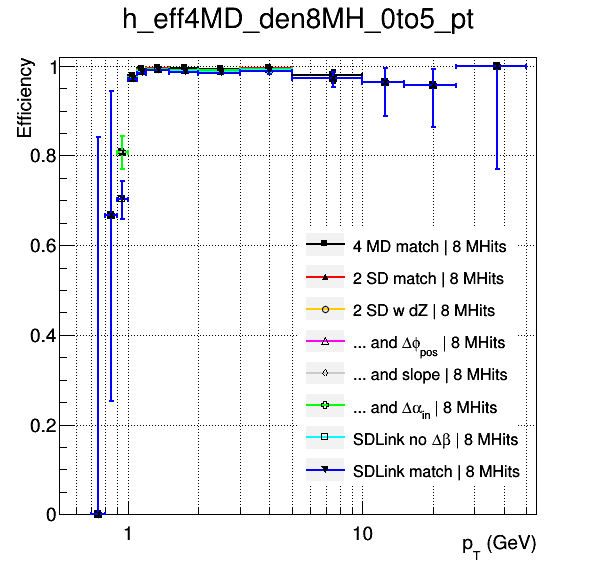 h_eff4MD_den8MH_0to5_pt
Efficiency
1
0.8
0.6
0.4
0.2
0
4 MD match | 8 MHits
2 SD match | 8 MHits
2 SD w dZ | 8 MHits
... and Δϕpos | 8 MHits
... and slope | 8 MHits
... and Δαin | 8 MHits
SDLink no Δβ | 8 MHits
SDLink match | 8 MHits
1 10
pT (GeV)